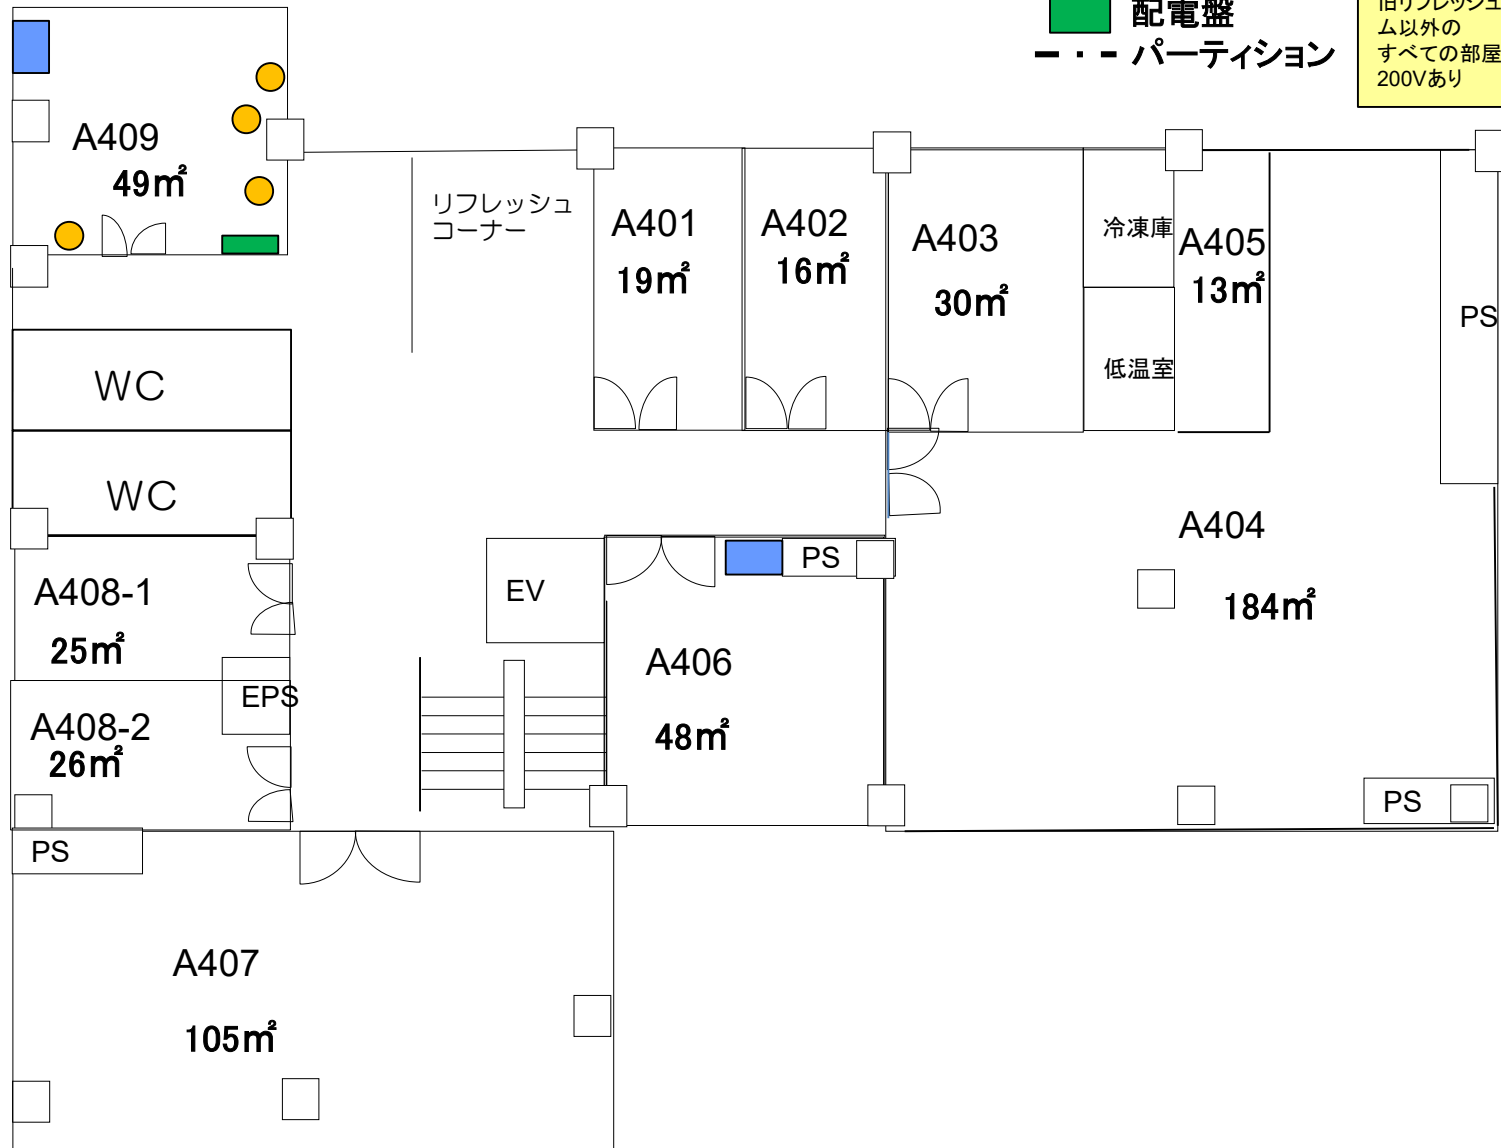 配電盤
パーティション
旧リフレッシュ
ム以外の
すべての部屋
200Vあり
A409
49㎡
リフレッシュ
コーナー
A401
19㎡
A402
16㎡
A403
30㎡
冷凍庫
低温室
A405
13㎡
PS
WC
WC
A404
184㎡
PS
EV
A408-1
25㎡
EPS
A408-2
26㎡
A406
48㎡
PS
PS
A407
105㎡